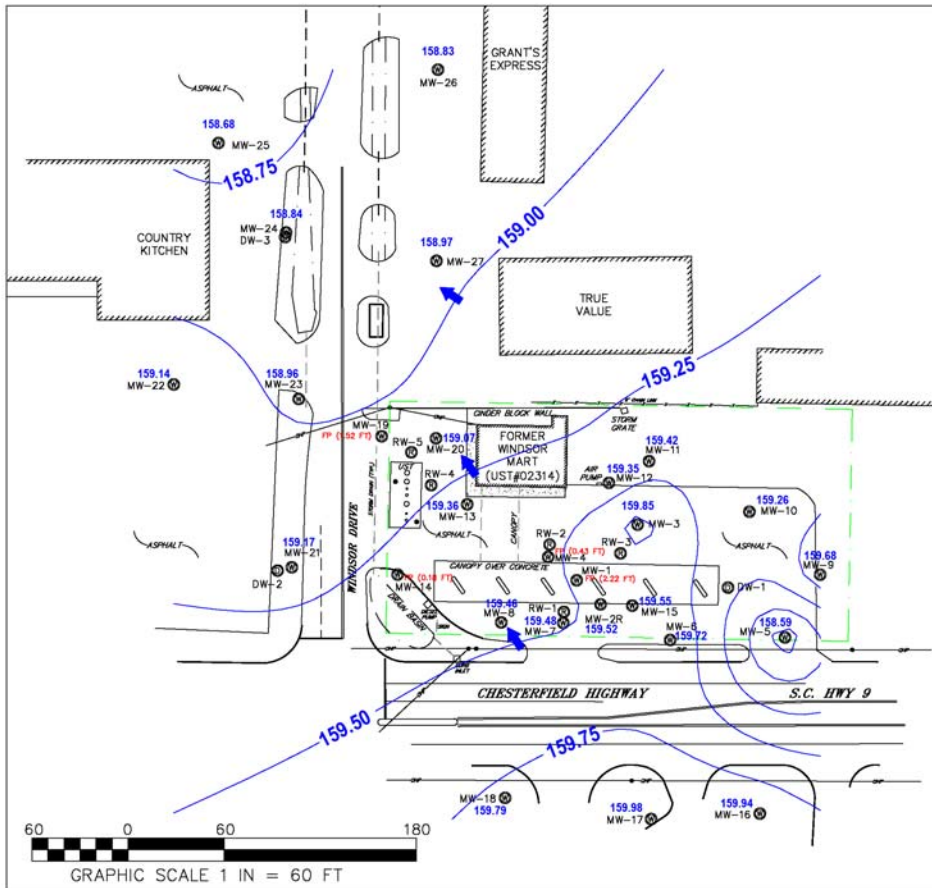 158.83
MW-26
GRANT'S
EXPRESS
ASPHALT
158.68
MW-25
158.75
158.84
MW-24
DW-3
COUNTRY
KITCHEN
159.00
158.97
MW-27
TRUE
VALUE
159.25
159.14
MW-22
158.96
MW-23
MW-19
FP (1.52 FT)
RW-5
159.07
MW-20
CINDER BLOCK WALL
FORMER
WINDSOR
MART
(UST#02314)
STORM
GRATE
159.42
MW-11
AIR
PUMP
159.35
MW-12
UST
RW-4
159.36
MW-13
CANOPY
159.85
MW-3
159.26
MW-10
ASPHALT
ASPHALT
ASPHALT
RW-2
FP (0.43 FT)
MW-4
RW-3
159.68
MW-9
159.17
MW-21
DW-2
WINDSOR DRIVE
STORM DRAIN (TYP.)
CANOPY OVER CONCRETE
MW-1
FP (2.22 FT)
DW-1
FP (0.18 FT)
MW-14
DRAIN BASIN
159.46
MW-8
RW-1
159.48
MW-7
MW-2R
159.52
159.55
MW-15
MW-6
159.72
158.59
MW-5
159.50
CHESTERFIELD HIGHWAY
S.C. HWY 9
159.75
MW-18
159.79
159.98
MW-17
159.94
MW-16
60 0 60 180
GRAPHIC SCALE 1 IN = 60 FT